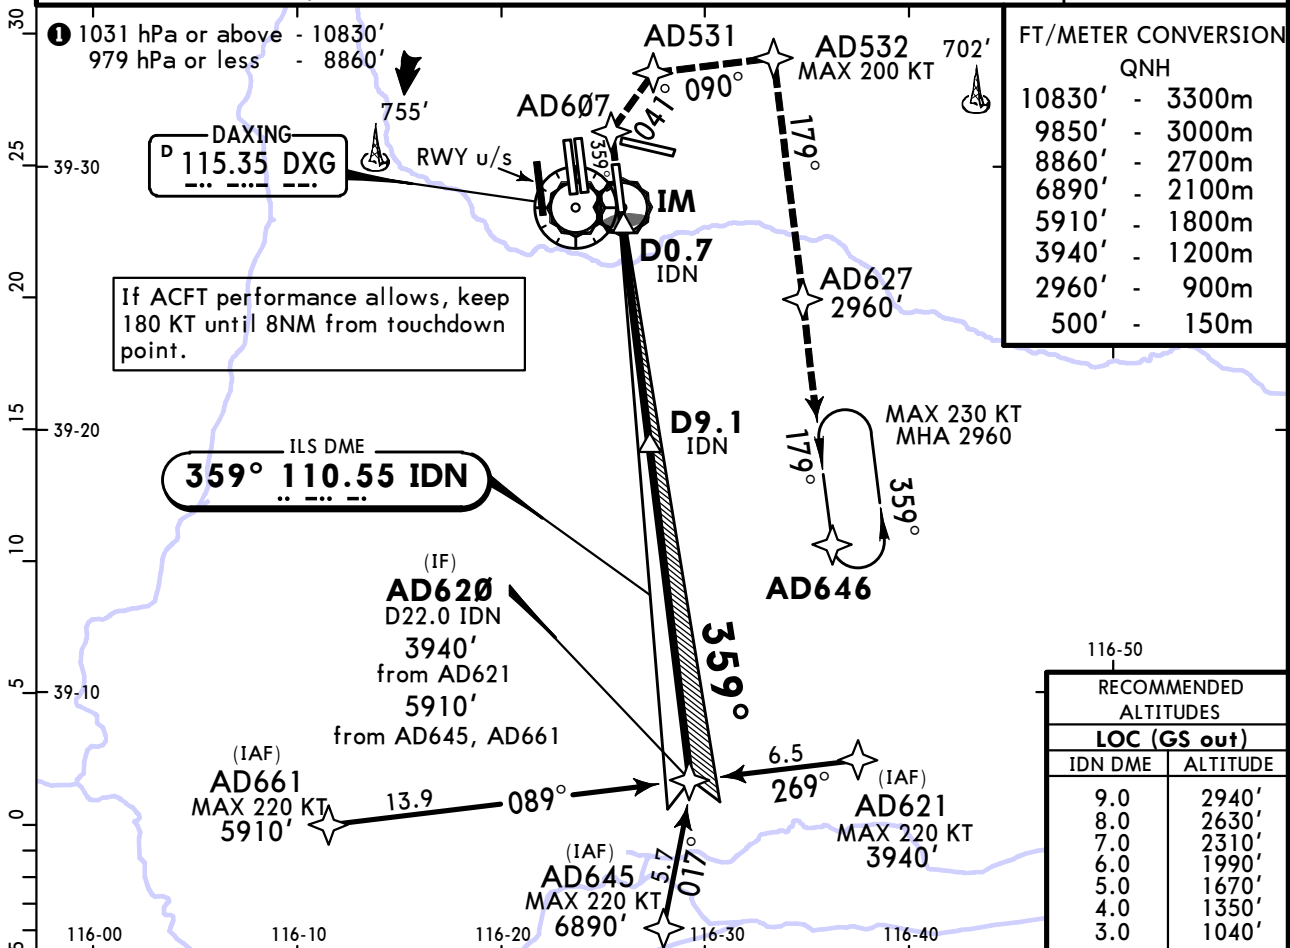 ❶ 1031 hPa or above - 10830'
979 hPa or less - 8860'
755'
DAXING
D 115.35 DXG
RWY u/s
AD607
AD531
AD532
MAX 200 KT
702'
041°
090°
359°
179°
IM
D0.7
IDN
AD627
2960'
FT/METER CONVERSION
QNH
10830' - 3300m
9850' - 3000m
8860' - 2700m
6890' - 2100m
5910' - 1800m
3940' - 1200m
2960' - 900m
500' - 150m
If ACFT performance allows, keep
180 KT until 8NM from touchdown
point.
D9.1
IDN
MAX 230 KT
MHA 2960
179°
359°
AD646
ILS DME
359° 110.55 IDN
(IF)
AD620
D22.0 IDN
3940'
from AD621
5910'
from AD645, AD661
359°
(IAF)
AD661
MAX 220 KT
5910'
13.9
089°
6.5
269°
(IAF)
AD621
MAX 220 KT
3940'
(IAF)
AD645
MAX 220 KT
6890'
5.7
017°
RECOMMENDED
ALTITUDES
LOC (GS out)
IDN DME ALTITUDE
9.0 2940'
8.0 2630'
7.0 2310'
6.0 1990'
5.0 1670'
4.0 1350'
3.0 1040'
30
25
20
15
10
5
0
5
39-30
39-20
39-10
116-00
116-10
116-20
116-30
116-40
116-50